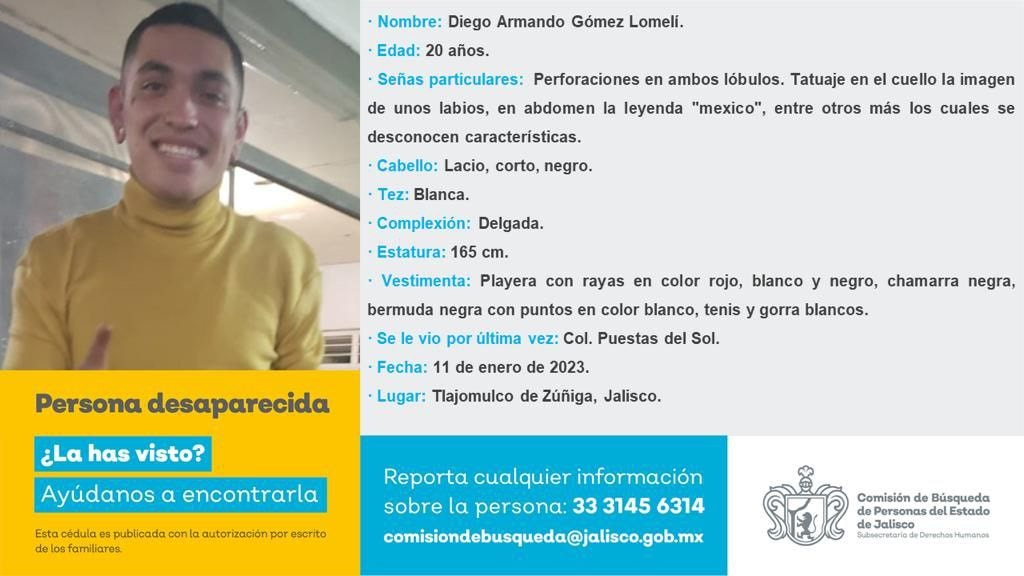 · Nombre: Diego Armando Gómez Lomelí.
· Edad: 20 años.
· Señas particulares: Perforaciones en ambos lóbulos. Tatuaje en el cuello la imagen
de unos labios, en abdomen la leyenda "mexico", entre otros más los cuales se
desconocen características.
· Cabello: Lacio, corto, negro.
· Tez: Blanca.
· Complexión: Delgada.
· Estatura: 165 cm.
· Vestimenta: Playera con rayas en color rojo, blanco y negro, chamarra negra,
bermuda negra con puntos en color blanco, tenis y gorra blancos.
· Se le vio por última vez: Col. Puestas del Sol.
· Fecha: 11 de enero de 2023.
· Lugar: Tlajomulco de Zúñiga, Jalisco.
Persona desaparecida
¿La has visto?
Ayúdanos a encontrarla
Esta cédula es publicada con la autorización por escrito
de los familiares.
Reporta cualquier información
sobre la persona: 33 3145 6314
comisiondebusqueda@jalisco.gob.mx
Comisión de Búsqueda
de Personas del Estado
de Jalisco
Subsecretaría de Derechos Humanos